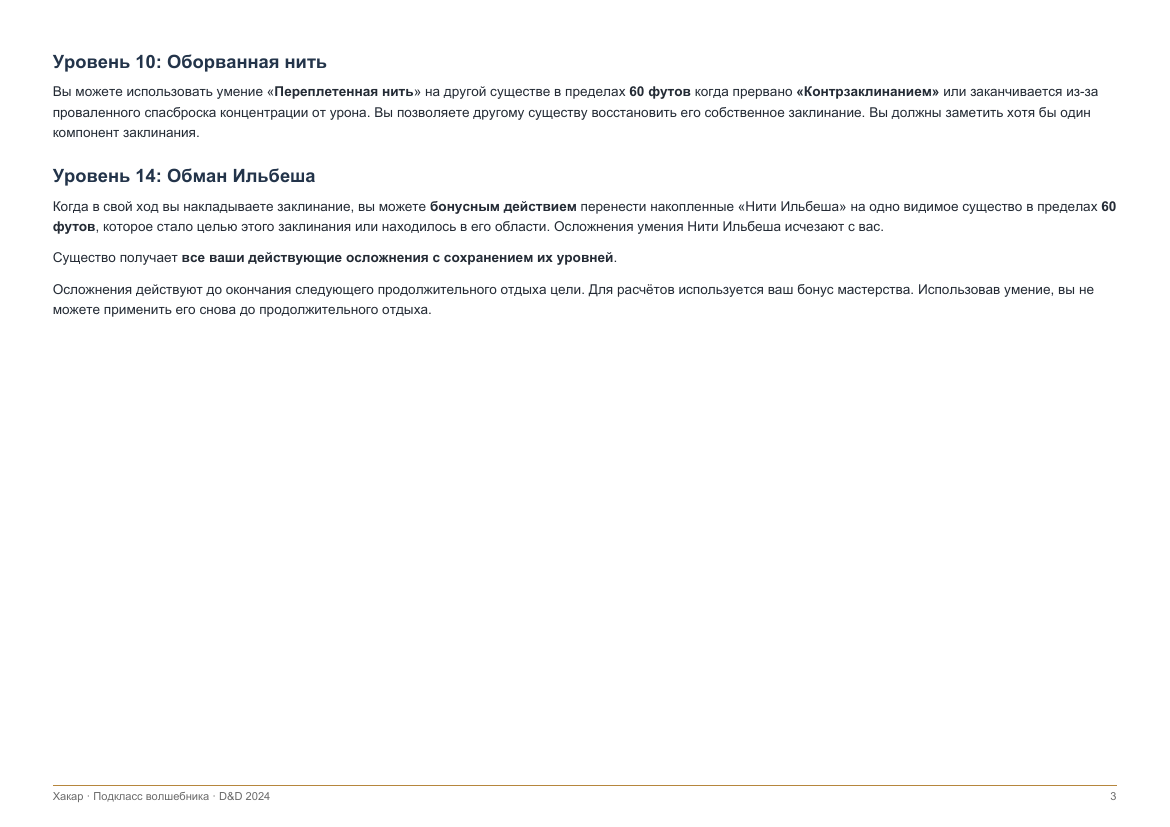 Уровень 10: Оборванная нить
Вы можете использовать умение «Переплетенная нить» на другой существе в пределах 60 футов когда прервано «Контрзаклинанием» или заканчивается из-за
проваленного спасброска концентрации от урона. Вы позволяете другому существу восстановить его собственное заклинание. Вы должны заметить хотя бы один
компонент заклинания.
Уровень 14: Обман Ильбеша
Когда в свой ход вы накладываете заклинание, вы можете бонусным действием перенести накопленные «Нити Ильбеша» на одно видимое существо в пределах 60
футов, которое стало целью этого заклинания или находилось в его области. Осложнения умения Нити Ильбеша исчезают с вас.
Существо получает все ваши действующие осложнения с сохранением их уровней.
Осложнения действуют до окончания следующего продолжительного отдыха цели. Для расчётов используется ваш бонус мастерства. Использовав умение, вы не
можете применить его снова до продолжительного отдыха.
Хакар · Подкласс волшебника · D&D 2024
3